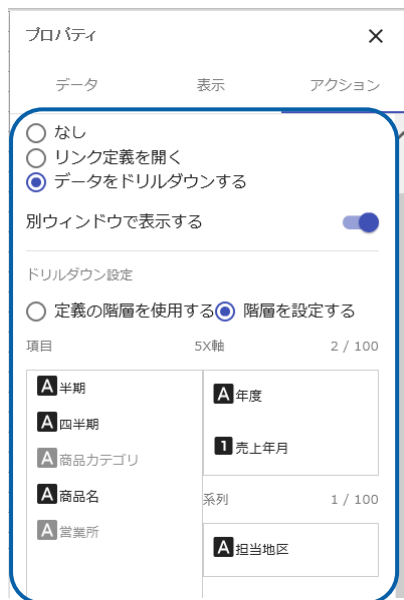 プロパティ ×
データ 表示 アクション
なし
リンク定義を開く
データをドリルダウンする
別ウィンドウで表示する
ドリルダウン設定
定義の階層を使用する 階層を設定する
項目 5X軸 2 / 100
A 半期 A 年度
A 四半期
1 売上年月
A 商品カテゴリ
A 商品名 系列 1 / 100
A 営業所
A 担当地区